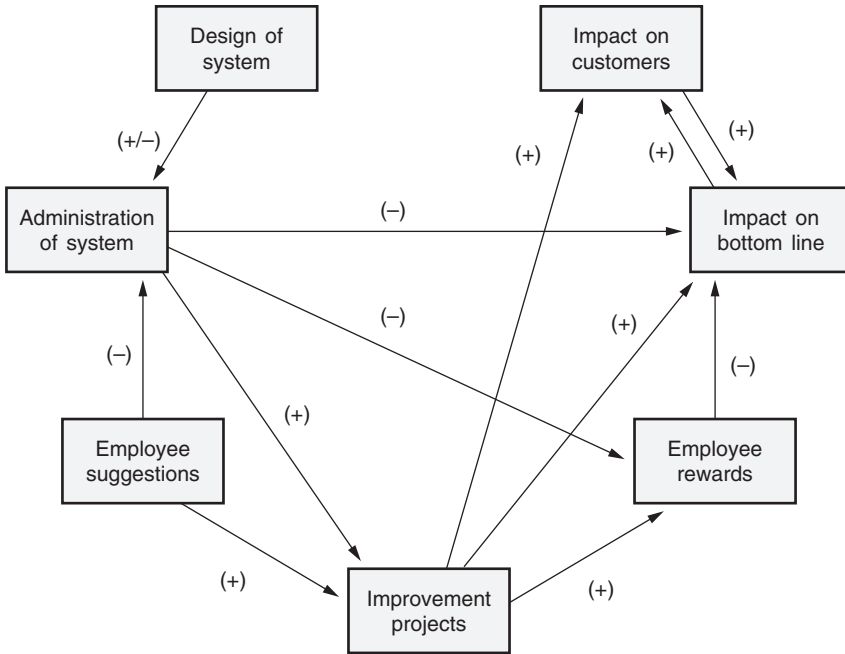 Design of
system
Impact on
customers
(+/–)
(+)
(+)
(+)
Administration
of system
(–)
Impact on
bottom line
(–)
(+)
(–)
(–)
(+)
Employee
suggestions
Employee
rewards
(+)
(+)
Improvement
projects